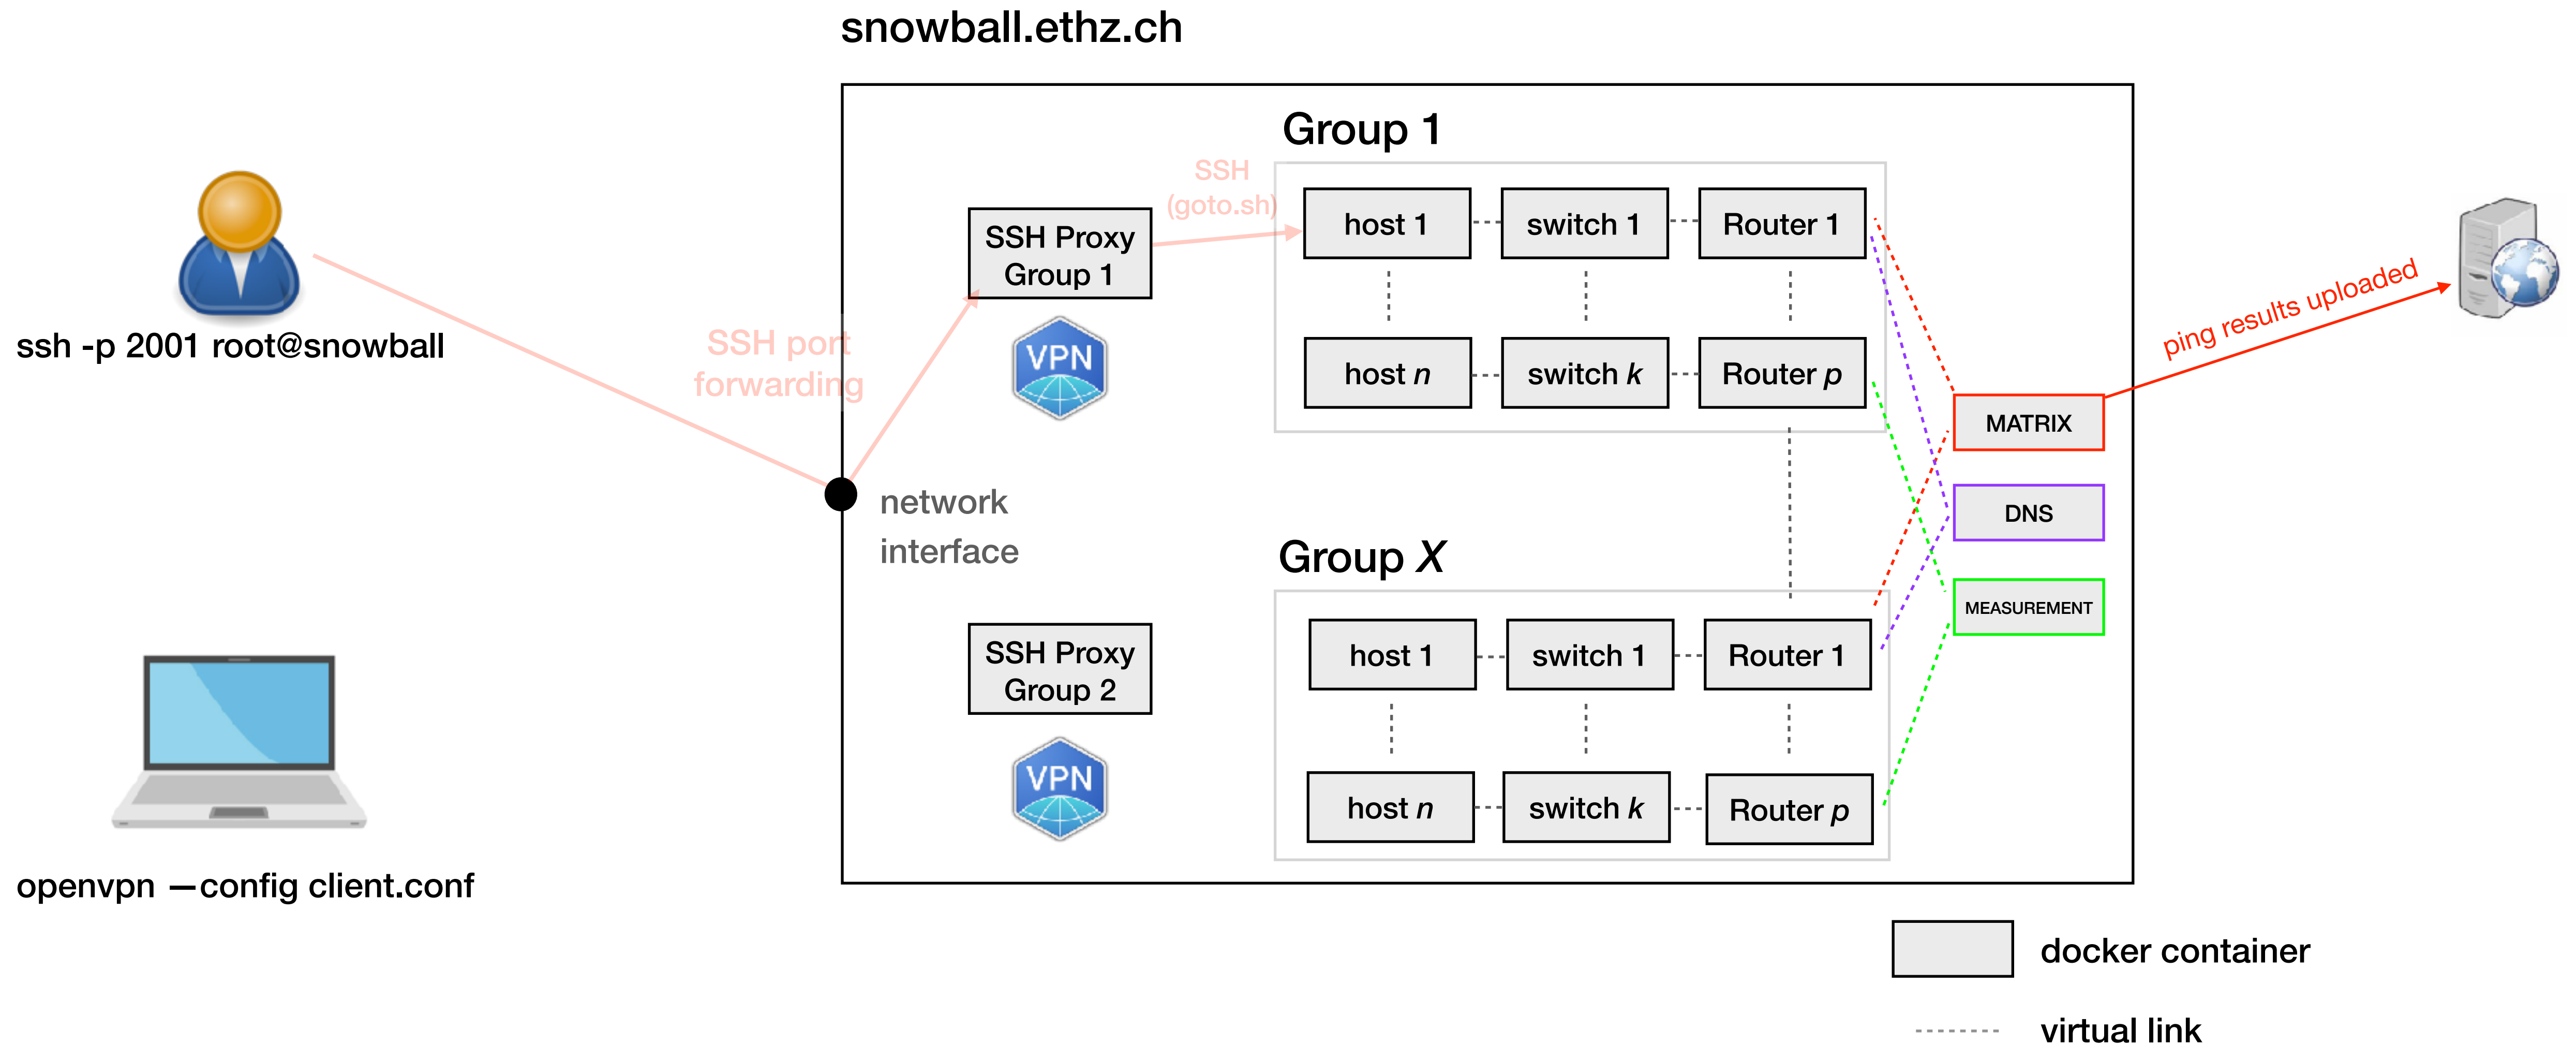 snowball.ethz.ch
ssh -p 2001 root@snowball
openvpn —config client.conf
SSH port
forwarding
network
interface
SSH Proxy
Group 1
VPN
SSH
(goto.sh)
Group 1
host 1
switch 1
Router 1
host n
switch k
Router p
SSH Proxy
Group 2
VPN
Group X
host 1
switch 1
Router 1
host n
switch k
Router p
MATRIX
DNS
MEASUREMENT
ping results uploaded
docker container
virtual link